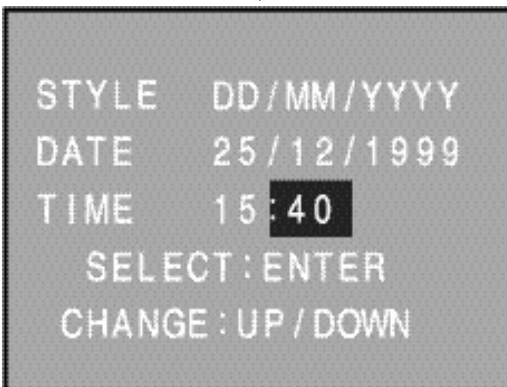 STYLE DD/MM/YYYY
DATE 25/12/1999
TIME 15:40
SELECT:ENTER
CHANGE:UP/DOWN